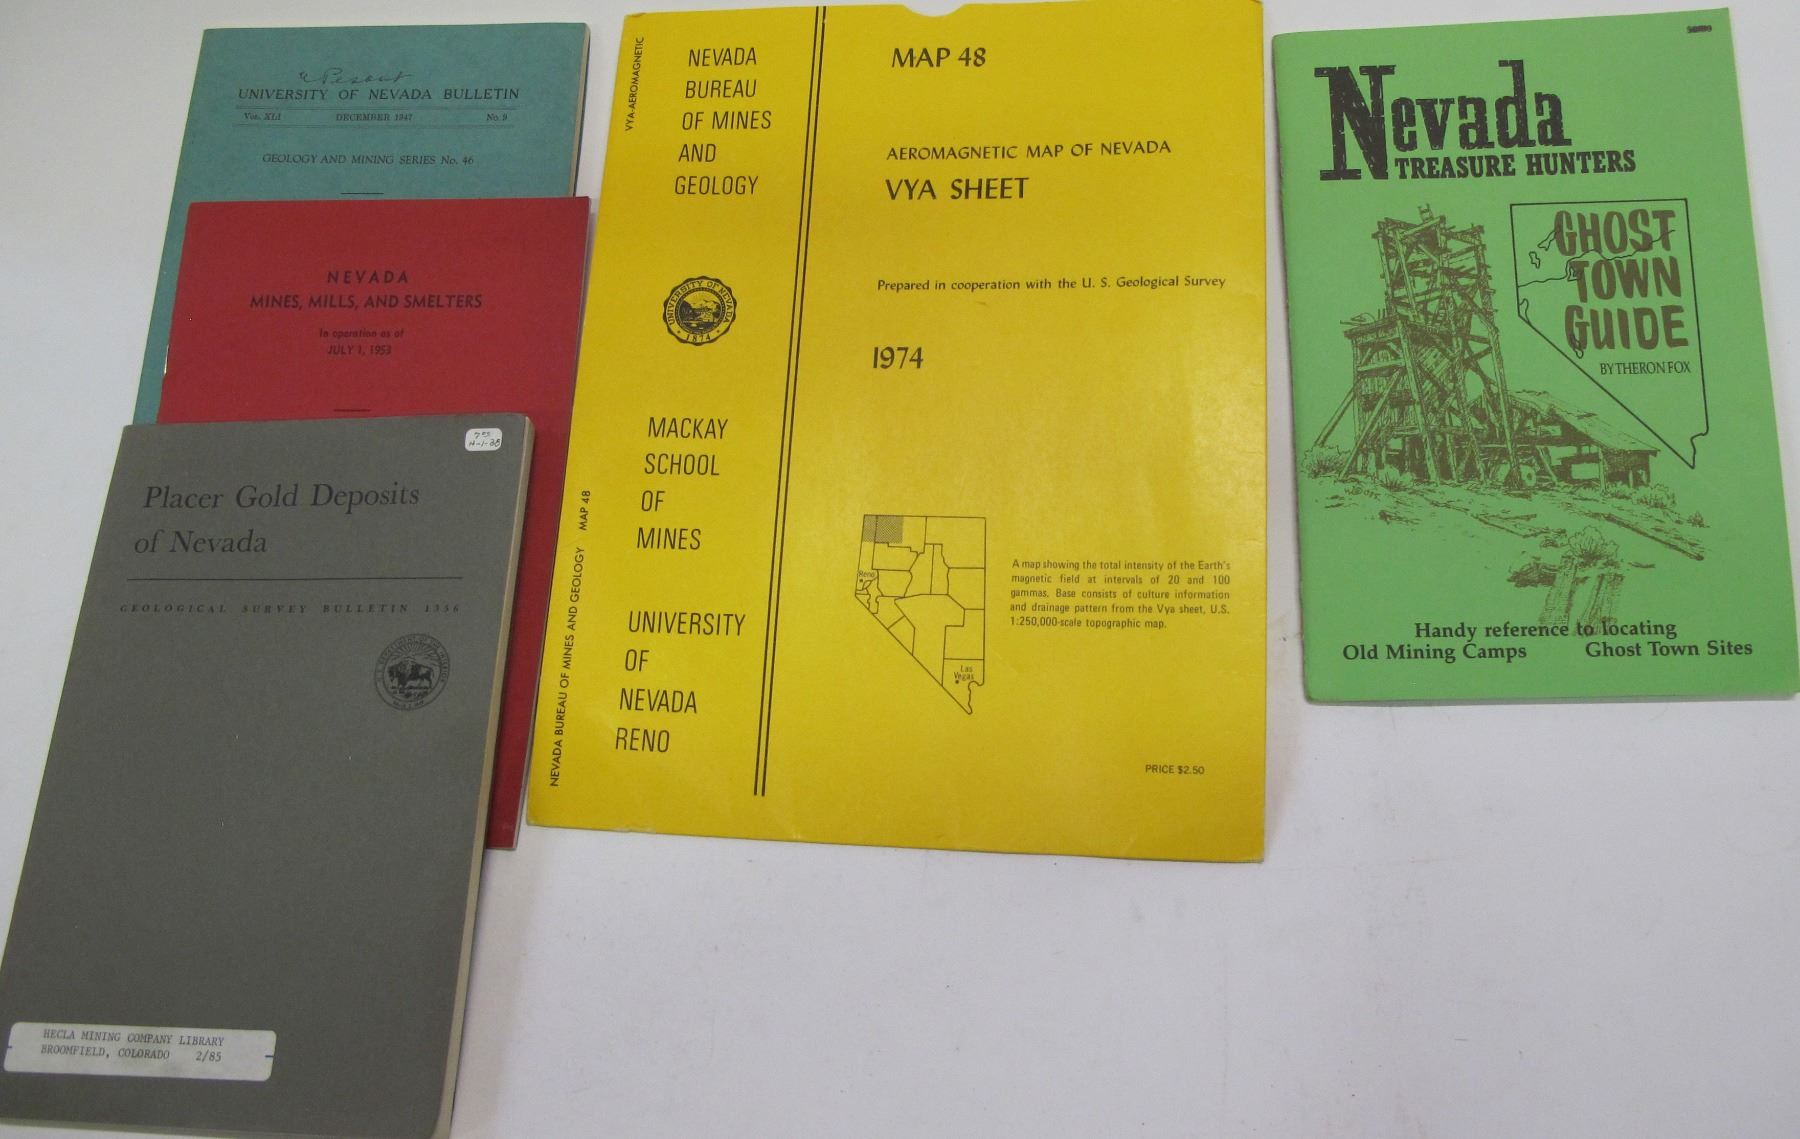 UNIVERSITY OF NEVADA BULLETIN
VOL. XLI DECEMBER 1947 No. 9
GEOLOGY AND MINING SERIES No. 46
NEVADA
MINES, MILLS, AND SMELTERS
In operation as of
JULY 1, 1953
Placer Gold Deposits
of Nevada
GEOLOGICAL SURVEY BULLETIN 1356
HECLA MINING COMPANY LIBRARY
BROOMFIELD, COLORADO 2/85
VYA-AEROMAGNETIC
NEVADA BUREAU OF MINES AND GEOLOGY MAP 48
NEVADA
BUREAU
OF MINES
AND
GEOLOGY
UNIVERSITY OF NEVADA
1874
MACKAY
SCHOOL
OF
MINES
UNIVERSITY
OF
NEVADA
RENO
MAP 48
AEROMAGNETIC MAP OF NEVADA
VYA SHEET
Prepared in cooperation with the U. S. Geological Survey
1974
Reno
Las
Vegas
A map showing the total intensity of the Earth's
magnetic field at intervals of 20 and 100
gammas. Base consists of culture information
and drainage pattern from the Vya sheet, U.S.
1:250,000-scale topographic map.
PRICE $2.50
Nevada
TREASURE HUNTERS
GHOST
TOWN
GUIDE
BY THERON FOX
Handy reference to locating
Old Mining Camps Ghost Town Sites